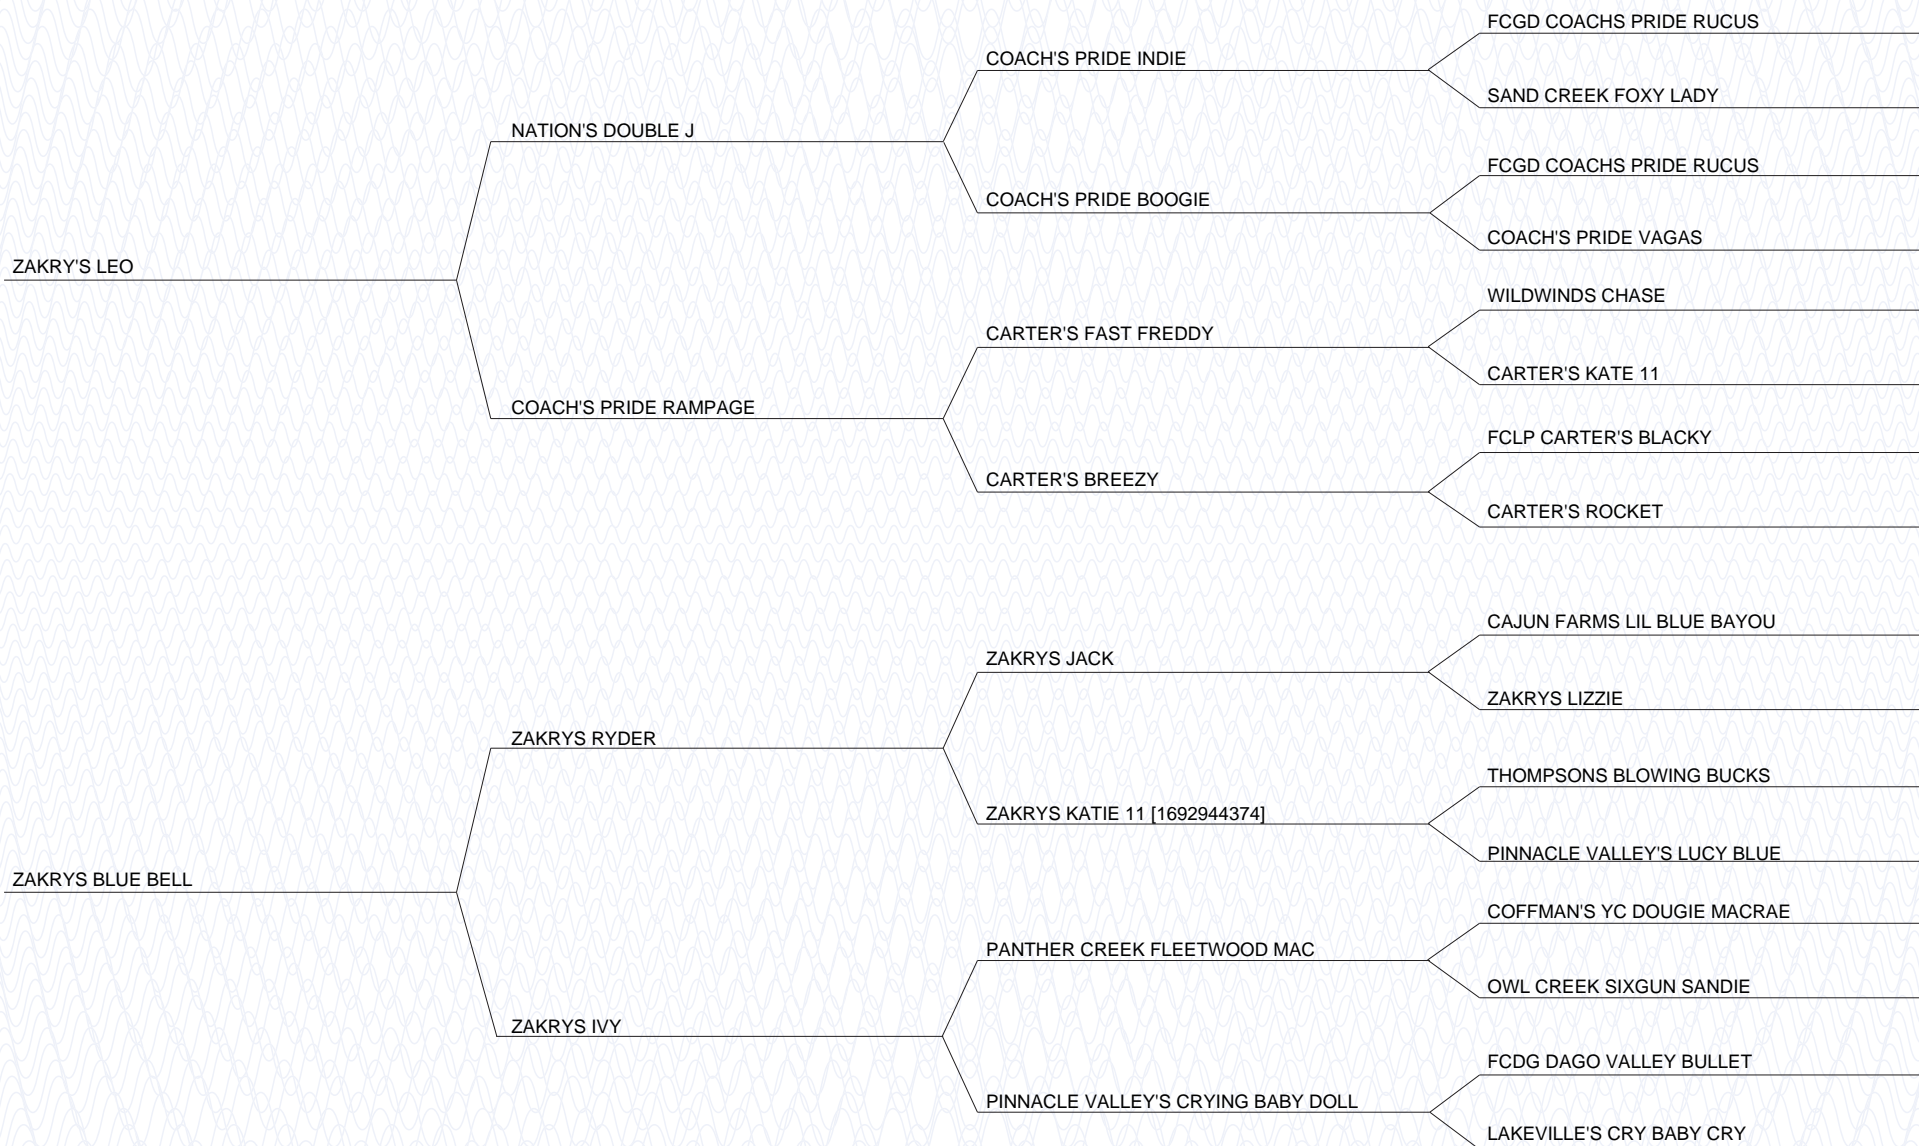 FCGD COACHS PRIDE RUCUS
COACH'S PRIDE INDIE
SAND CREEK FOXY LADY
NATION'S DOUBLE J
FCGD COACHS PRIDE RUCUS
COACH'S PRIDE BOOGIE
COACH'S PRIDE VAGAS
ZAKRY'S LEO
WILDWINDS CHASE
CARTER'S FAST FREDDY
CARTER'S KATE 11
COACH'S PRIDE RAMPAGE
FCLP CARTER'S BLACKY
CARTER'S BREEZY
CARTER'S ROCKET
CAJUN FARMS LIL BLUE BAYOU
ZAKRYS JACK
ZAKRYS LIZZIE
ZAKRYS RYDER
THOMPSONS BLOWING BUCKS
ZAKRYS KATIE 11 [1692944374]
PINNACLE VALLEY'S LUCY BLUE
ZAKRYS BLUE BELL
COFFMAN'S YC DOUGIE MACRAE
PANTHER CREEK FLEETWOOD MAC
OWL CREEK SIXGUN SANDIE
ZAKRYS IVY
FCDG DAGO VALLEY BULLET
PINNACLE VALLEY'S CRYING BABY DOLL
LAKEVILLE'S CRY BABY CRY